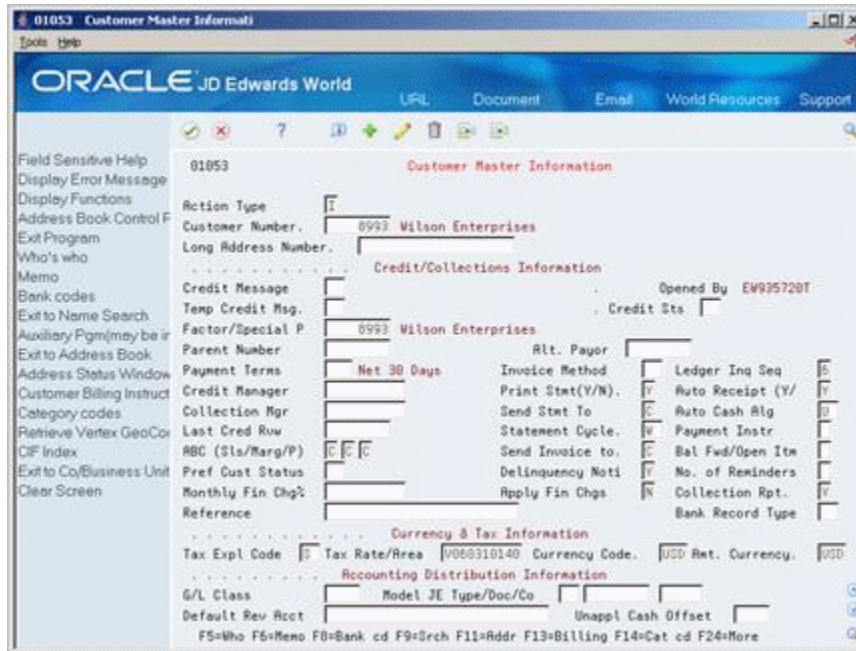 01053 Customer Master Informati
Tools Help
ORACLE JD Edwards World
URL Document Email World Resources Support
Field Sensitive Help
Display Error Message
Display Functions
Address Book Control F
Exit Program
Who's who
Memo
Bank codes
Exit to Name Search
Auxiliary Pgm(may be ir
Exit to Address Book
Address Status Window
Customer Billing Instruct
Category codes
Retrieve Vertex GeoCo
CIF Index
Exit to Co/Business Unit
Clear Screen
01053 Customer Master Information
Action Type I
Customer Number. 8993 Wilson Enterprises
Long Address Number.
. . . . . . . . . . . . Credit/Collections Information
Credit Message . Opened By EW935720T
Temp Credit Msg. . Credit Sts
Factor/Special P 8993 Wilson Enterprises
Parent Number Alt. Payor
Payment Terms Net 30 Days Invoice Method Ledger Inq Seq 6
Credit Manager Print Stmt(Y/N). Y Auto Receipt (Y/ Y
Collection Mgr Send Stmt To C Auto Cash Alg U
Last Cred Rvw Statement Cycle. W Payment Instr
ABC (Sls/Marg/P) C C C Send Invoice to. C Bal Fwd/Open Itm
Pref Cust Status Delinquency Noti Y No. of Reminders
Monthly Fin Chg% Apply Fin Chgs N Collection Rpt. Y
Reference Bank Record Type
. . . . . . . . . . . . Currency & Tax Information
Tax Expl Code S Tax Rate/Area V060310140 Currency Code. USD Amt. Currency. USD
. . . . . . . . . Accounting Distribution Information
G/L Class Model JE Type/Doc/Co
Default Rev Acct Unappl Cash Offset
F5=Who F6=Memo F8=Bank cd F9=Srch F11=Addr F13=Billing F14=Cat cd F24=More